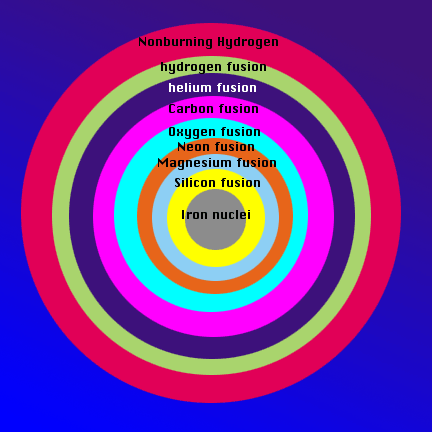 Nonburning Hydrogen
hydrogen fusion
helium fusion
Carbon fusion
Oxygen fusion
Neon fusion
Magnesium fusion
Silicon fusion
Iron nuclei